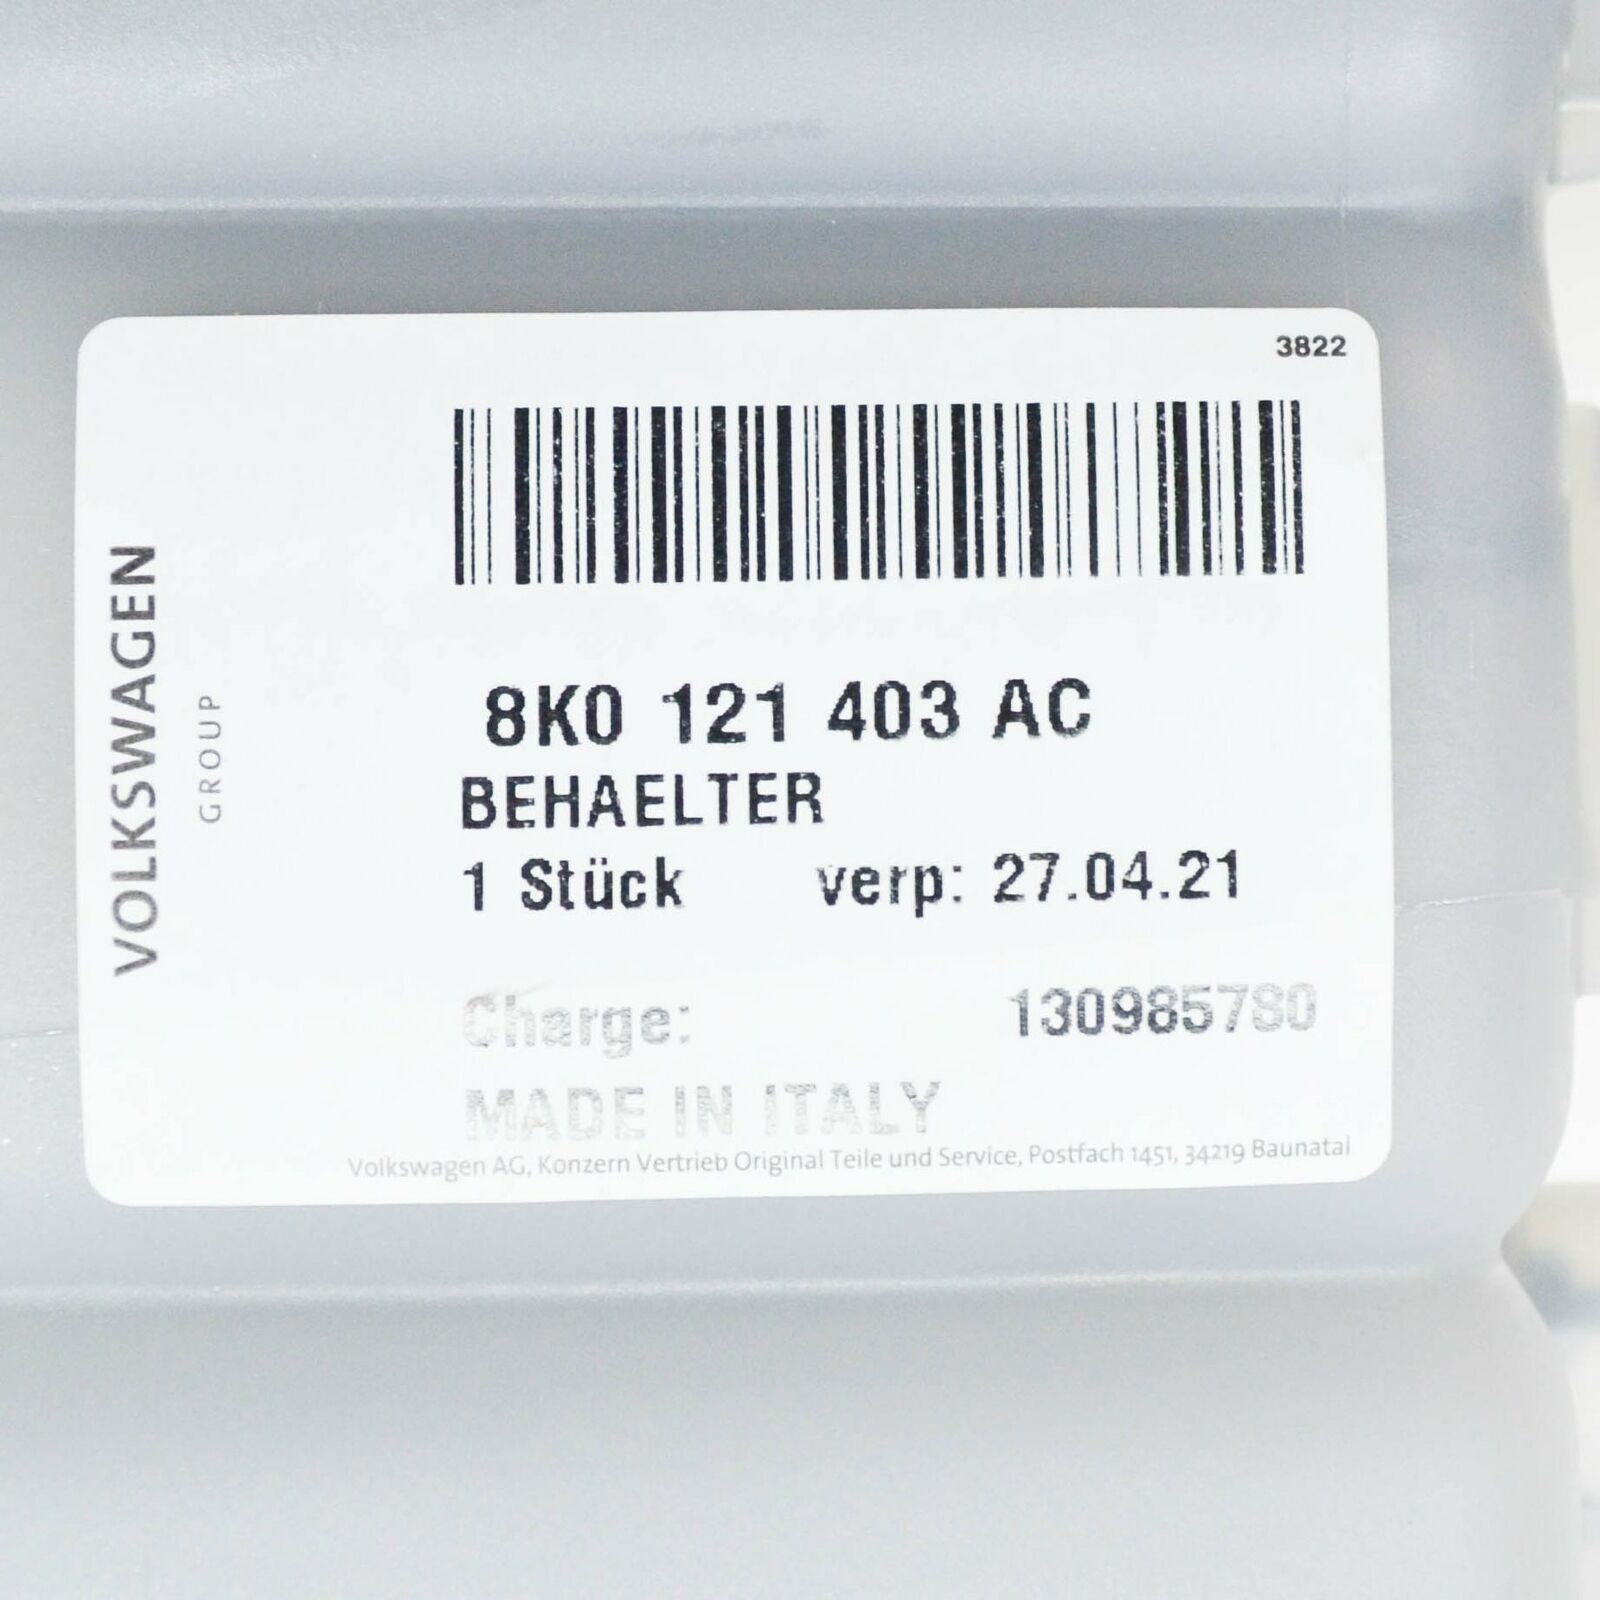 3822
VOLKSWAGEN
GROUP
8K0 121 403 AC
BEHAELTER
1 Stück verp: 27.04.21
Charge: 130985780
MADE IN ITALY
Volkswagen AG, Konzern Vertrieb Original Teile und Service, Postfach 1451, 34219 Baunatal